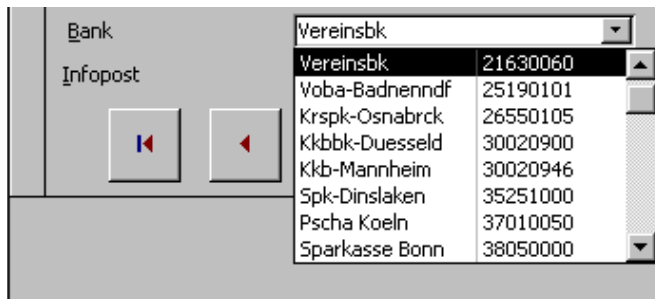 Bank Vereinsbk
Infopost
Vereinsbk 21630060
Voba-Badnenndf 25190101
Krspk-Osnabrck 26550105
Kkbbk-Duesseld 30020900
Kkb-Mannheim 30020946
Spk-Dinslaken 35251000
Pscha Koeln 37010050
Sparkasse Bonn 38050000